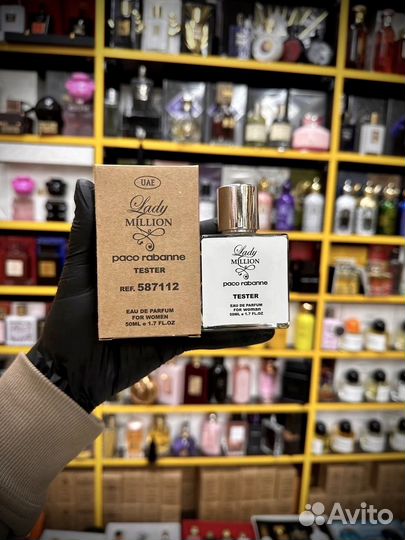 UAE
Lady
MILLION
paco rabanne
TESTER
REF. 587112
EAU DE PARFUM
FOR WOMEN
50ML e 1.7 FL.OZ
Lady
MILLION
paco rabanne
TESTER
EAU DE PARFUM
FOR woman
50ML e 1.7 FL.OZ
Avito